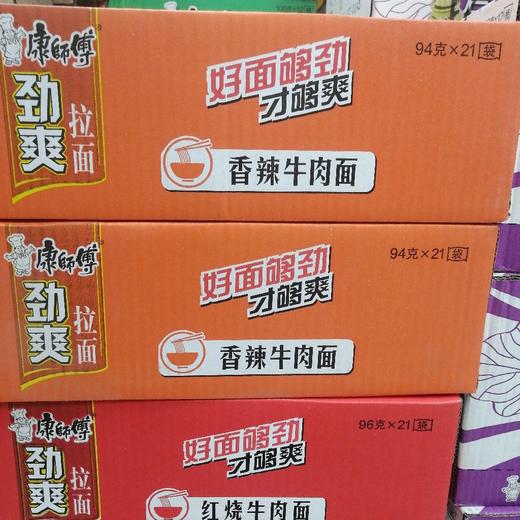 康師傅
劲爽
拉面
94克×21袋
好面够劲
才够爽
香辣牛肉面
康師傅
劲爽
拉面
94克×21袋
好面够劲
才够爽
香辣牛肉面
康師傅
劲爽
拉面
96克×21袋
好面够劲
才够爽
红烧牛肉面